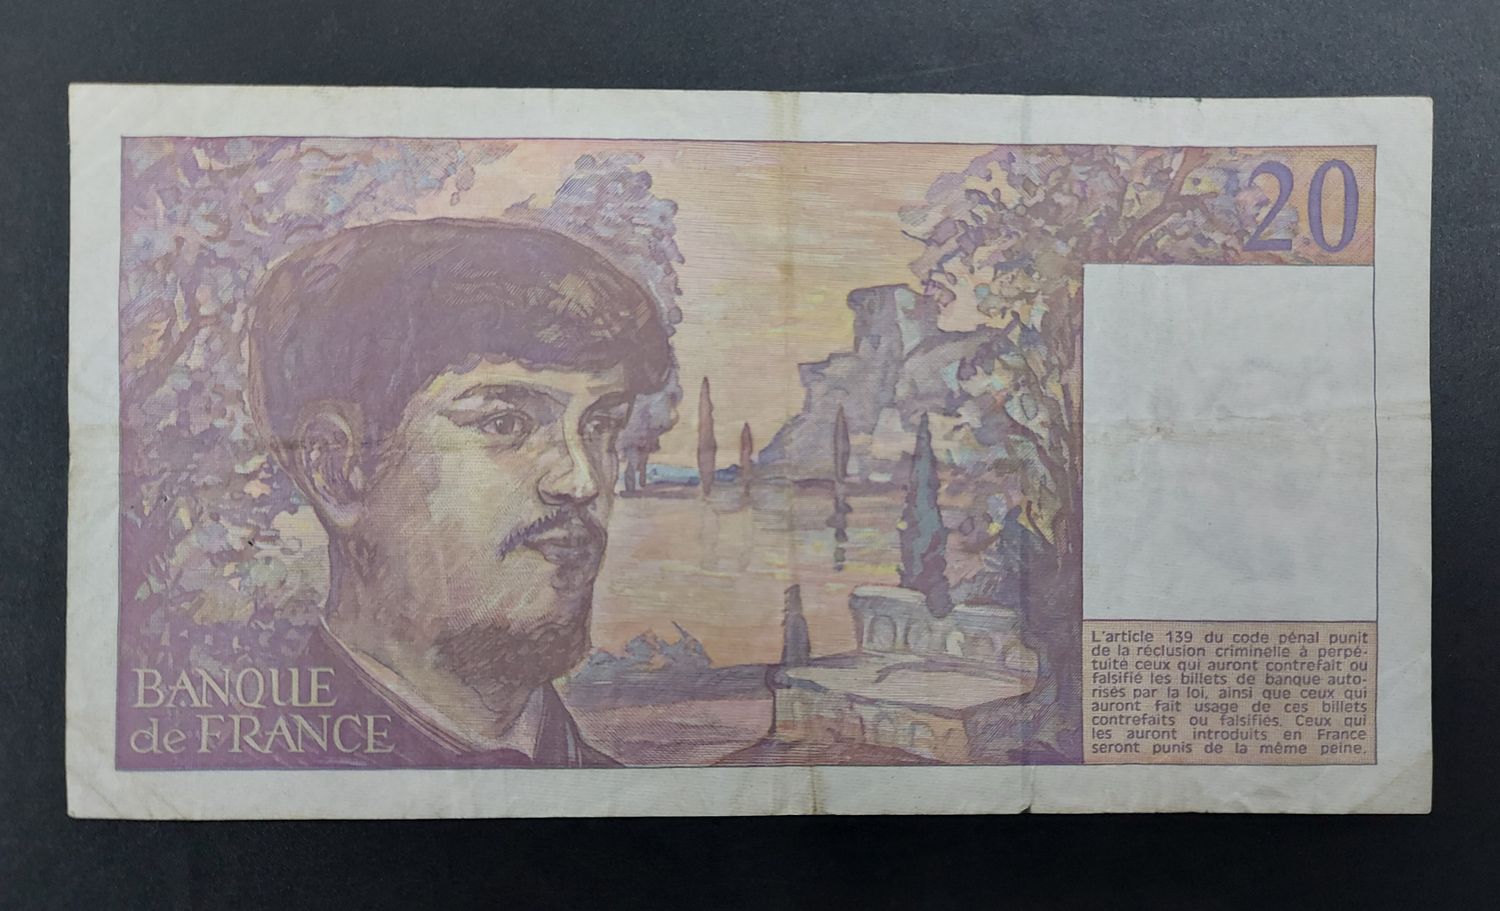 20
BANQUE
de FRANCE
L'article 139 du code pénal punit
de la réclusion criminelle à perpé-
tuité ceux qui auront contrefait ou
falsifié les billets de banque auto-
risés par la loi, ainsi que ceux qui
auront fait usage de ces billets
contrefaits ou falsifiés. Ceux qui
les auront introduits en France
seront punis de la même peine.